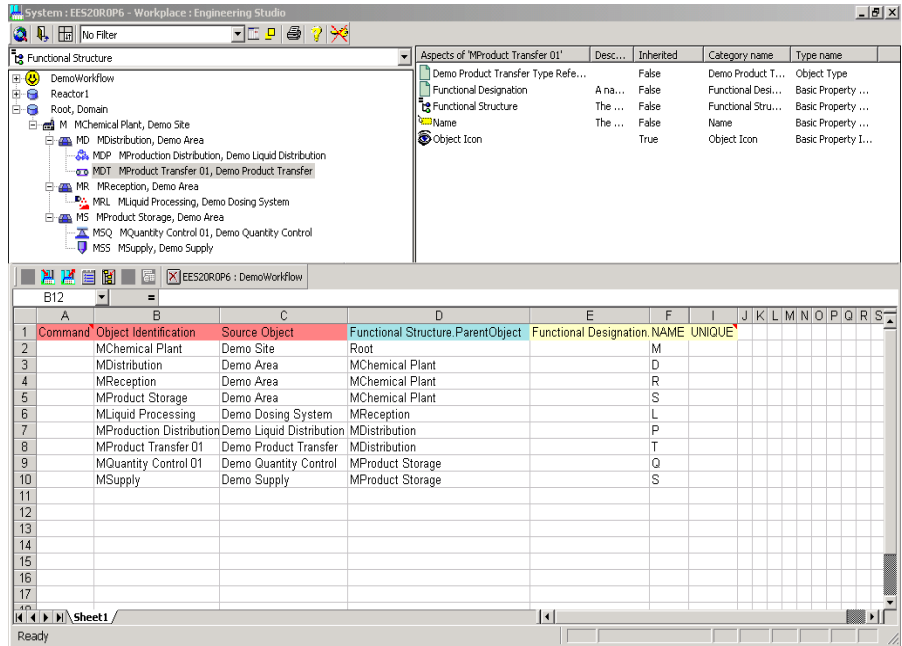 System : EES20R0P6 - Workplace : Engineering Studio
No Filter
Functional Structure
DemoWorkflow
Reactor1
Root, Domain
M MChemical Plant, Demo Site
MD MDistribution, Demo Area
MDP MProduction Distribution, Demo Liquid Distribution
MDT MProduct Transfer 01, Demo Product Transfer
MR MReception, Demo Area
MRL MLiquid Processing, Demo Dosing System
MS MProduct Storage, Demo Area
MSQ MQuantity Control 01, Demo Quantity Control
MSS MSupply, Demo Supply
Aspects of 'MProduct Transfer 01' Desc... Inherited Category name Type name
Demo Product Transfer Type Refe... False Demo Product T... Object Type
Functional Designation A na... False Functional Desi... Basic Property ...
Functional Structure The ... False Functional Stru... Basic Property ...
Name The ... False Name Basic Property ...
Object Icon True Object Icon Basic Property I...
EES20R0P6 : DemoWorkflow
B12 =
A B C D E F I J K L M N O P Q R S
1 Command Object Identification Source Object Functional Structure.ParentObject Functional Designation. NAME UNIQUE
2 MChemical Plant Demo Site Root M
3 MDistribution Demo Area MChemical Plant D
4 MReception Demo Area MChemical Plant R
5 MProduct Storage Demo Area MChemical Plant S
6 MLiquid Processing Demo Dosing System MReception L
7 MProduction Distribution Demo Liquid Distribution MDistribution P
8 MProduct Transfer 01 Demo Product Transfer MDistribution T
9 MQuantity Control 01 Demo Quantity Control MProduct Storage Q
10 MSupply Demo Supply MProduct Storage S
11
12
13
14
15
16
17
Sheet1
Ready